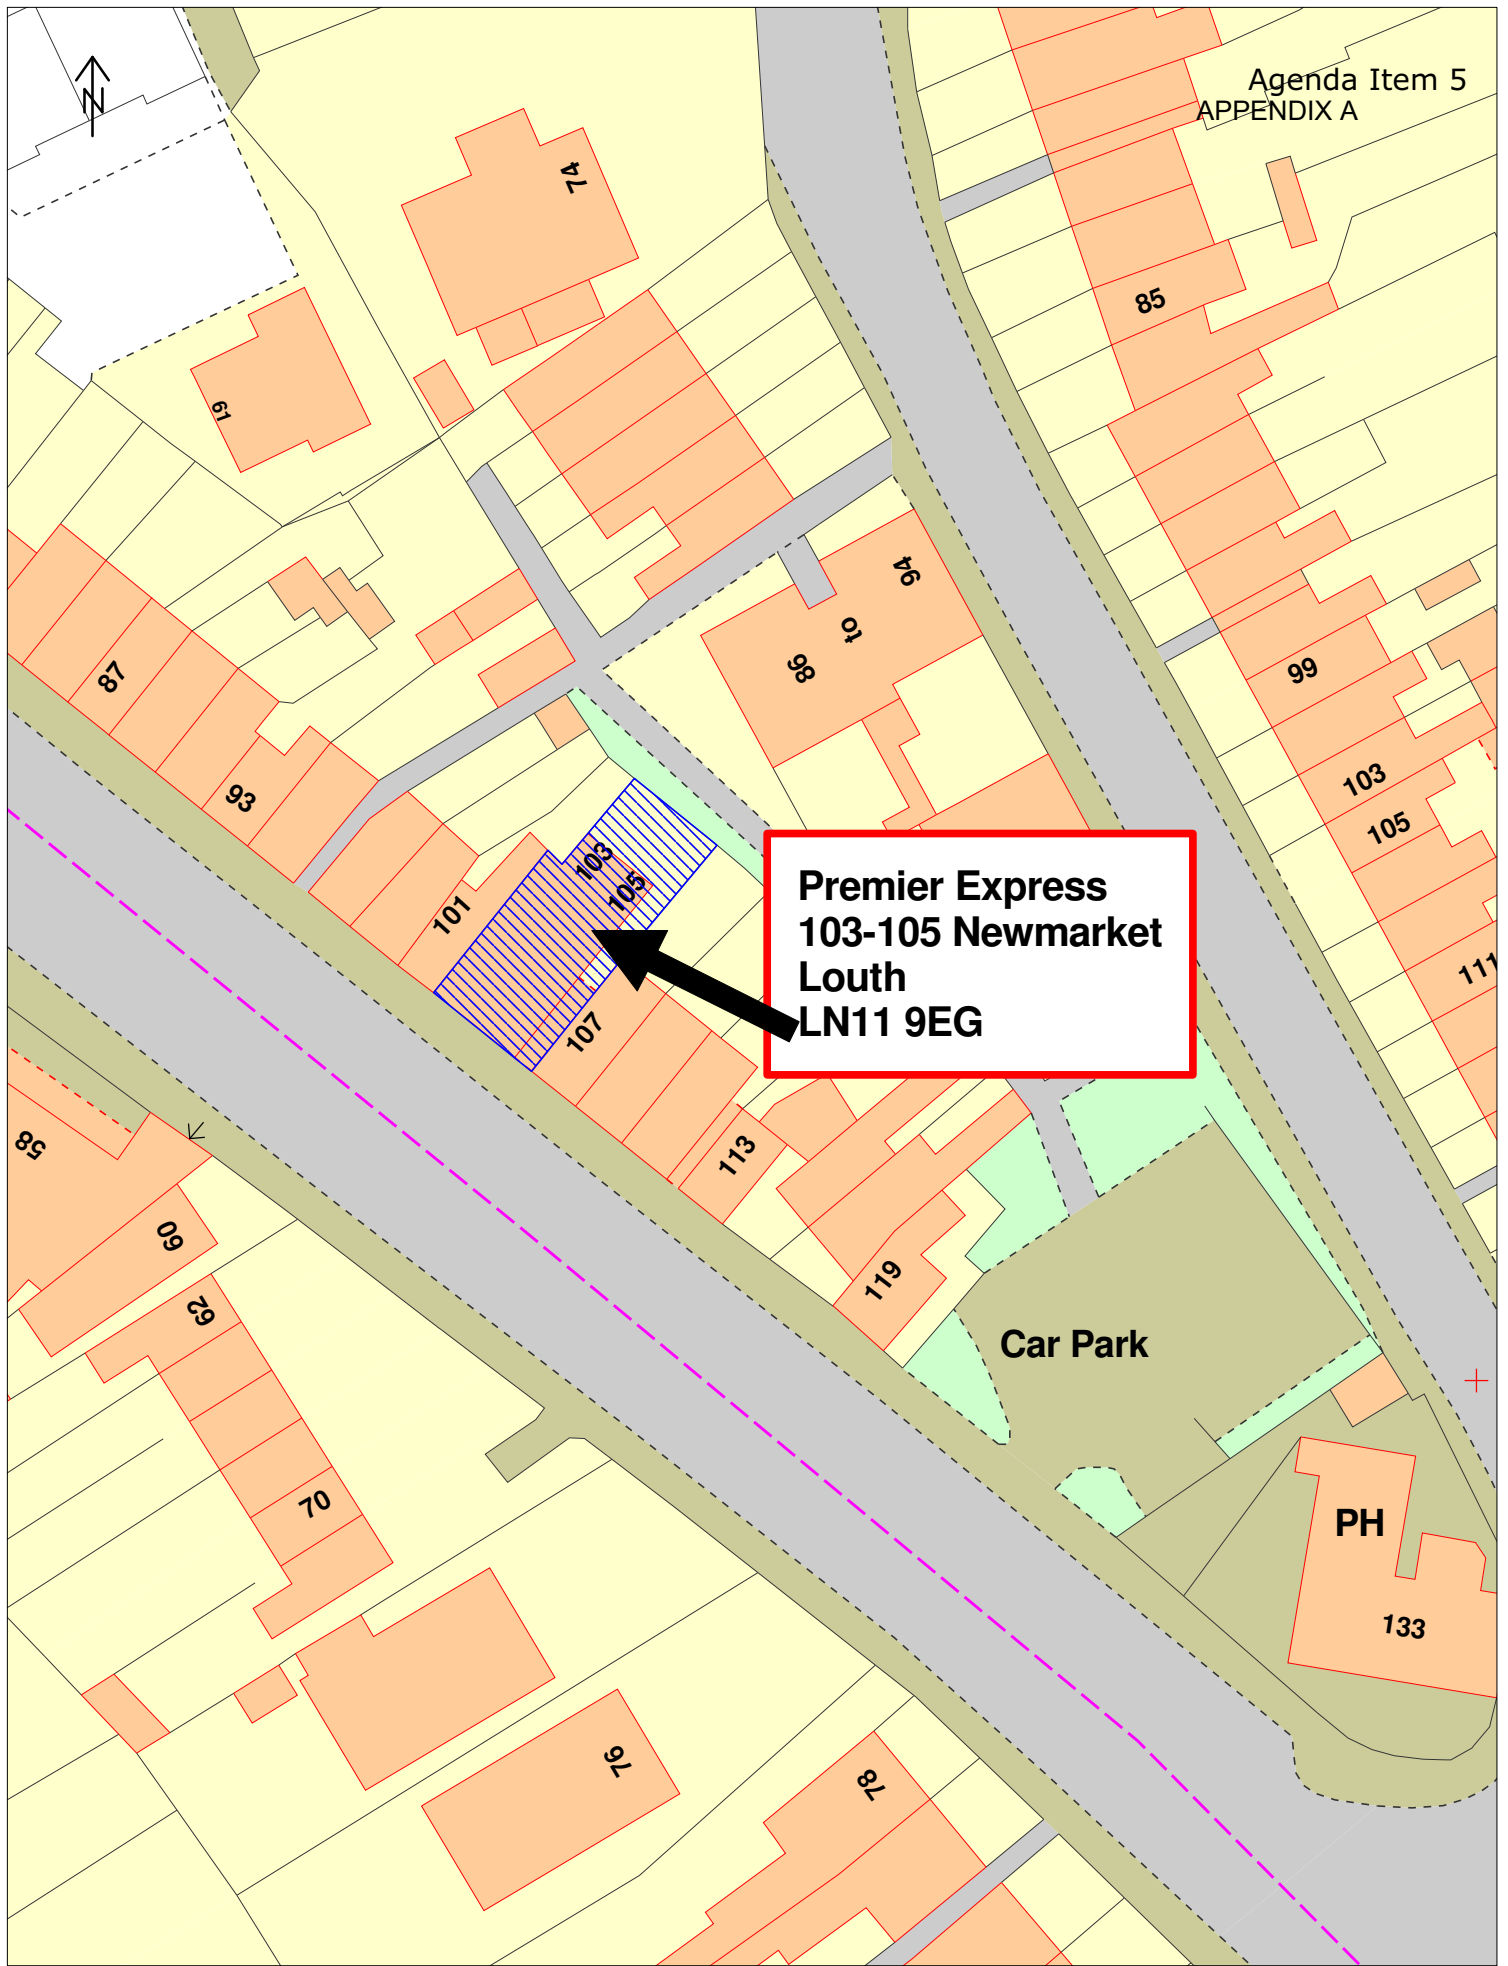 N
Agenda Item 5
APPENDIX A
74
85
61
94
to
98
87
99
93
103
105
103
105
101
Premier Express
103-105 Newmarket
Louth
LN11 9EG
111
107
58
113
60
119
62
Car Park
70
PH
133
76
78